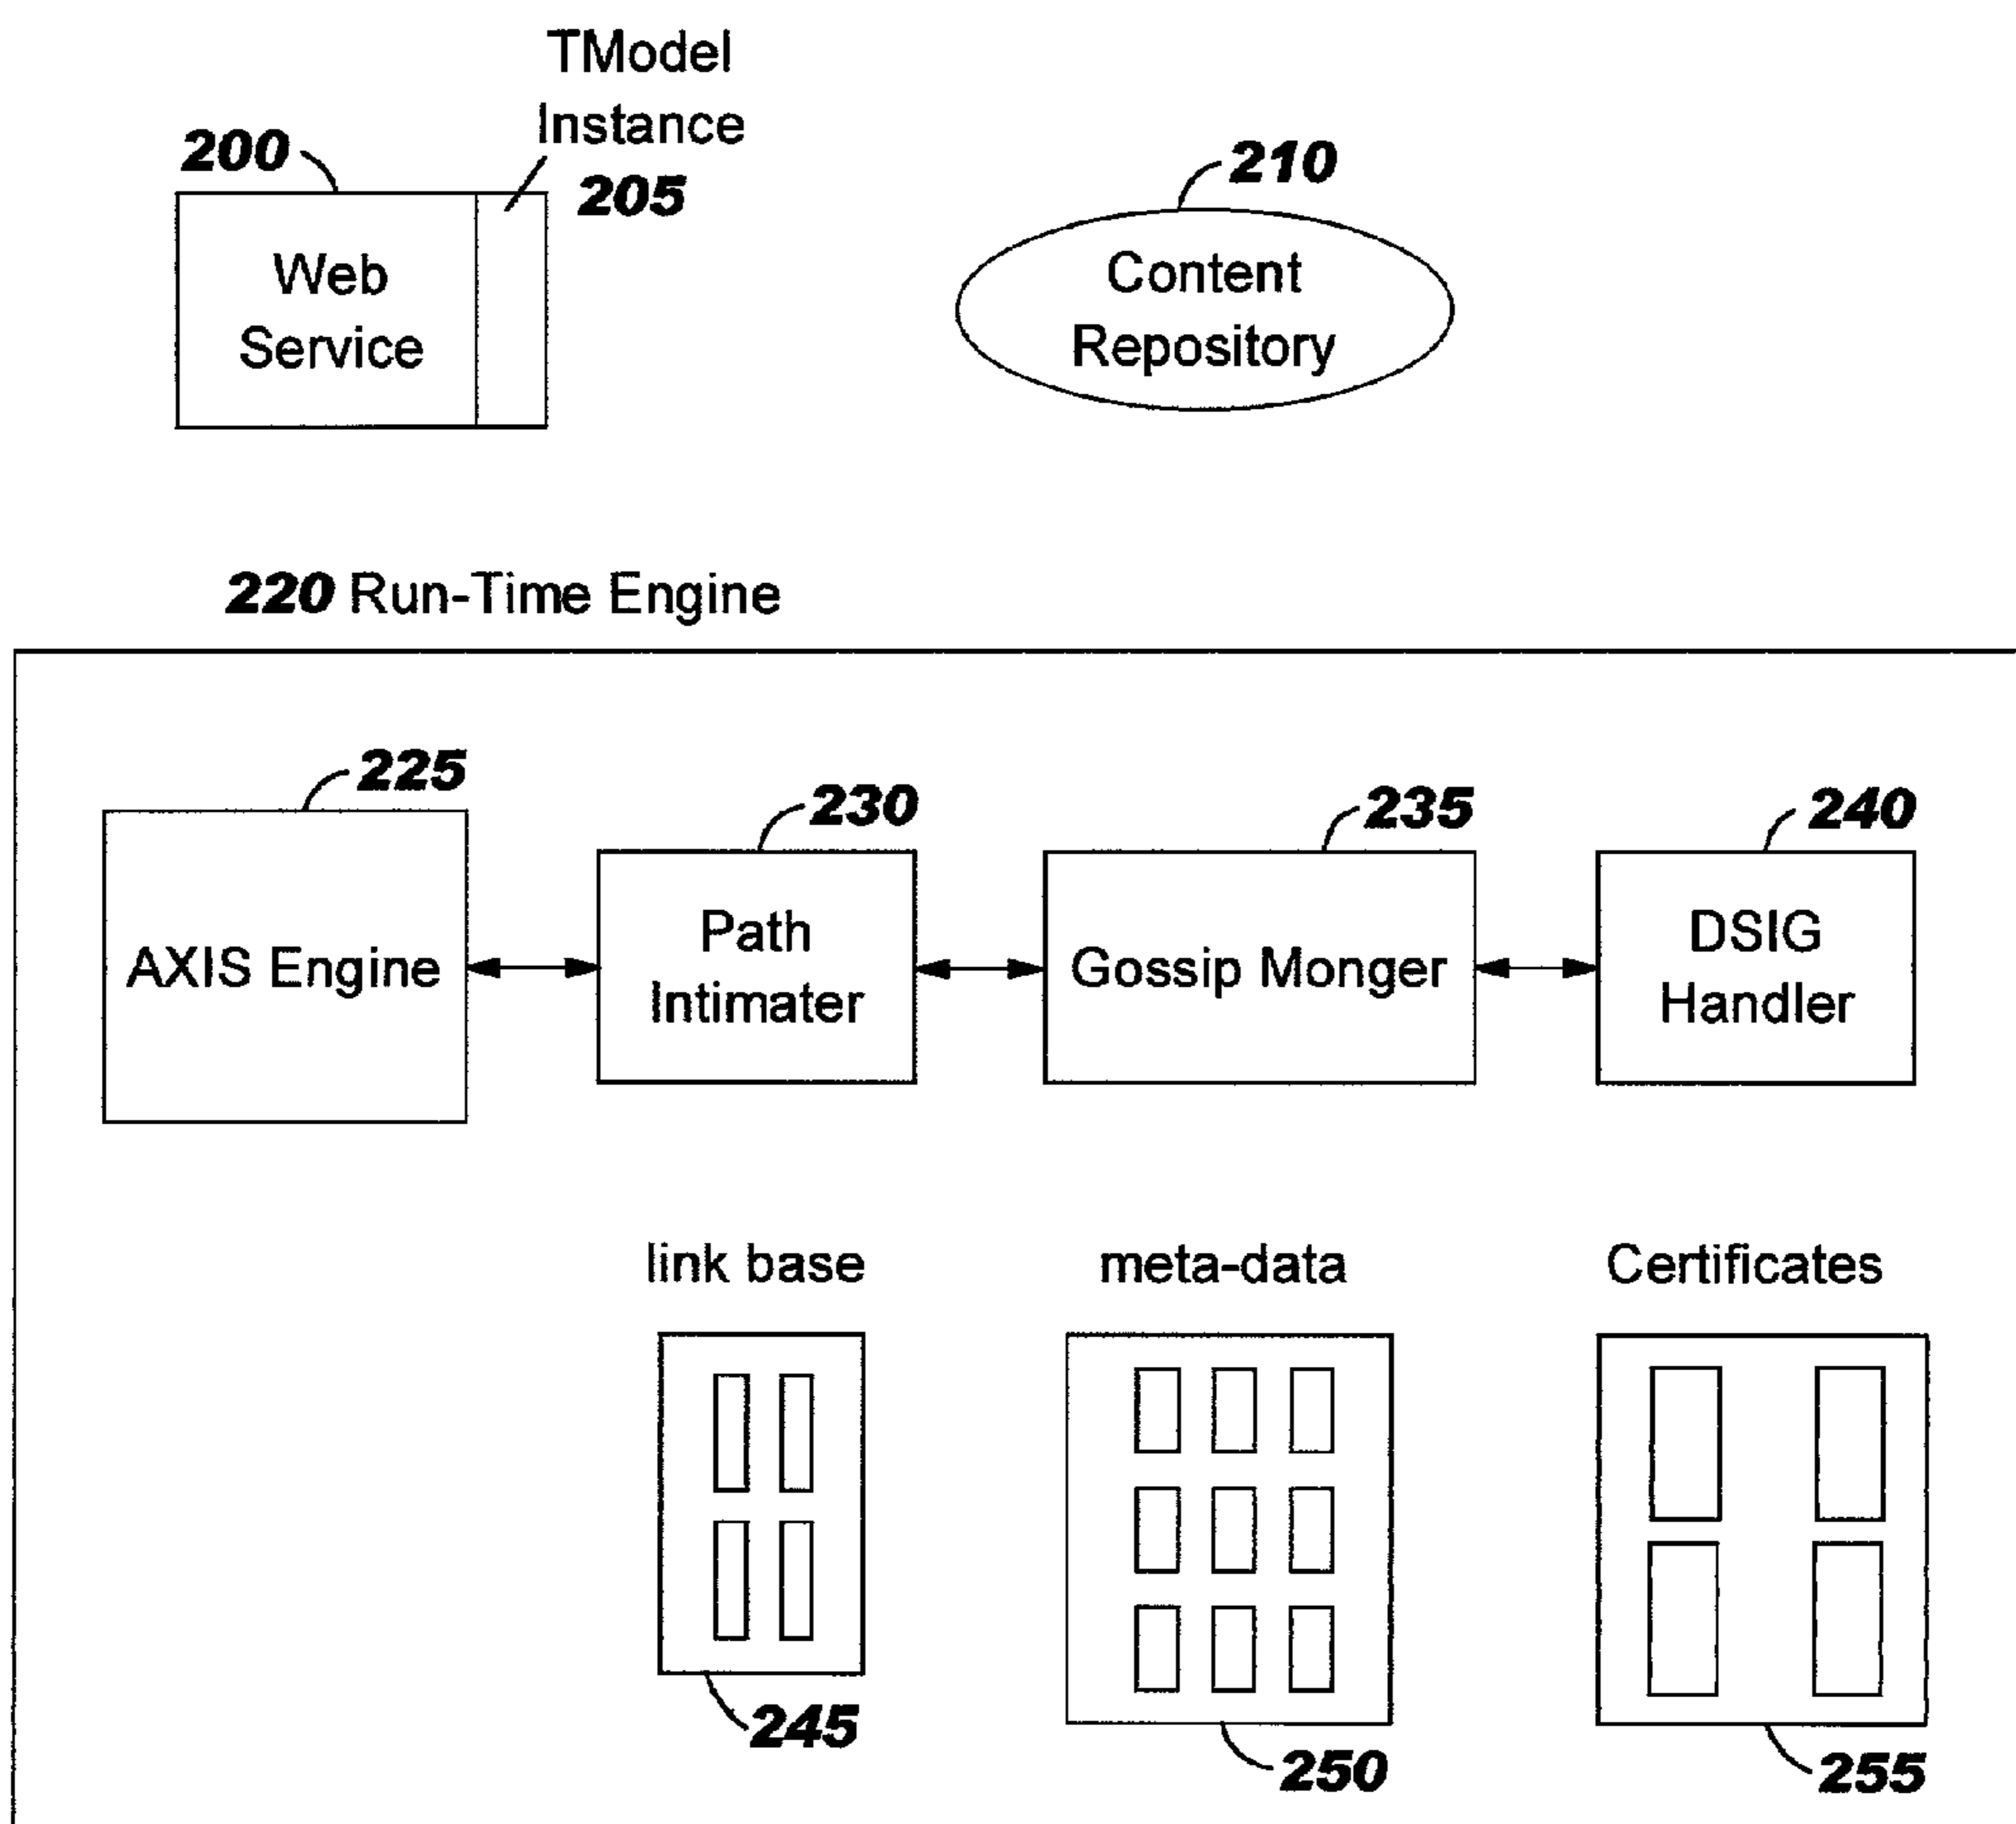 TModel
Instance
200
205
Web
Service
210
Content
Repository
220 Run-Time Engine
225
230
235
240
AXIS Engine
Path
Intimater
Gossip Monger
DSIG
Handler
link base
meta-data
Certificates
245
250
255